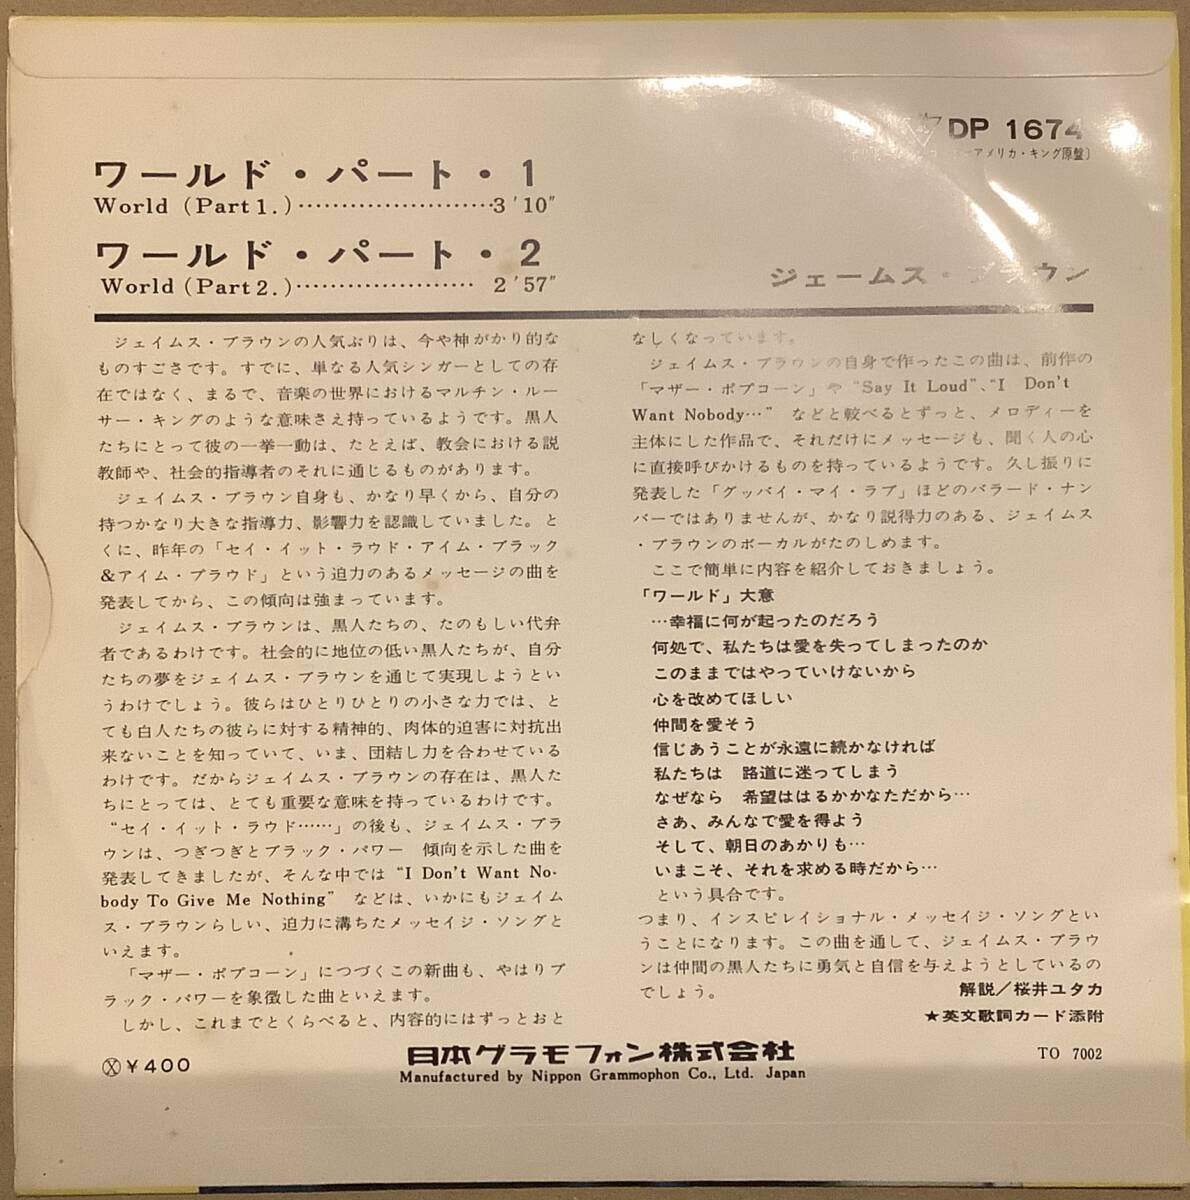 DP 1674
アメリカ・キング原盤〕
ワールド・パート・1
World (Part 1.)……………………3′10″
ワールド・パート・2
World (Part 2.)………………… 2′57″
ジェームス・ブラウン
ジェイムス・ブラウンの人気ぶりは、今や神がかり的な
ものすごさです。すでに、単なる人気シンガーとしての存
在ではなく、まるで、音楽の世界におけるマルチン・ルー
サー・キングのような意味さえ持っているようです。黒人
たちにとって彼の一挙一動は、たとえば、教会における説
教師や、社会的指導者のそれに通じるものがあります。
ジェイムス・ブラウン自身も、かなり早くから、自分の
持つかなり大きな指導力、影響力を認識していました。と
くに、昨年の「セイ・イット・ラウド・アイム・ブラック
&アイム・プラウド」という迫力のあるメッセージの曲を
発表してから、この傾向は強まっています。
ジェイムス・ブラウンは、黒人たちの、たのもしい代弁
者であるわけです。社会的に地位の低い黒人たちが、自分
たちの夢をジェイムス・ブラウンを通じて実現しようとい
うわけでしょう。彼らはひとりひとりの小さな力では、と
ても白人たちの彼らに対する精神的、肉体的迫害に対抗出
来ないことを知っていて、いま、団結し力を合わせている
わけです。だからジェイムス・ブラウンの存在は、黒人た
ちにとっては、とても重要な意味を持っているわけです。
“セイ・イット・ラウド……」の後も、ジェイムス・ブラ
ウンは、つぎつぎとブラック・パワー 傾向を示した曲を
発表してきましたが、そんな中では “I Don't Want No-
body To Give Me Nothing” などは、いかにもジェイム
ス・ブラウンらしい、迫力に溝ちたメッセイジ・ソングと
いえます。
「マザー・ポプコーン」につづくこの新曲も、やはりブ
ラック・パワーを象徴した曲といえます。
しかし、これまでとくらべると、内容的にはずっとおと
なしくなっています。
ジェイムス・ブラウンの自身で作ったこの曲は、前作の
「マザー・ポプコーン」や “Say It Loud”、“I Don't
Want Nobody…” などと較べるとずっと、メロディーを
主体にした作品で、それだけにメッセージも、聞く人の心
に直接呼びかけるものを持っているようです。久し振りに
発表した「グッバイ・マイ・ラブ」ほどのバラード・ナン
バーではありませんが、かなり説得力のある、ジェイムス
・ブラウンのボーカルがたのしめます。
ここで簡単に内容を紹介しておきましょう。
「ワールド」大意
…幸福に何が起ったのだろう
何処で、私たちは愛を失ってしまったのか
このままではやっていけないから
心を改めてほしい
仲間を愛そう
信じあうことが永遠に続かなければ
私たちは 路道に迷ってしまう
なぜなら 希望ははるかかなただから…
さあ、みんなで愛を得よう
そして、朝日のあかりも…
いまこそ、それを求める時だから…
という具合です。
つまり、インスピレイショナル・メッセイジ・ソングとい
うことになります。この曲を通して、ジェイムス・ブラウ
ンは仲間の黒人たちに勇気と自信を与えようとしているの
でしょう。
解説/桜井ユタカ
★英文歌詞カード添附
Ⓧ¥400
日本グラモフォン株式会社
Manufactured by Nippon Grammophon Co., Ltd. Japan
TO 7002